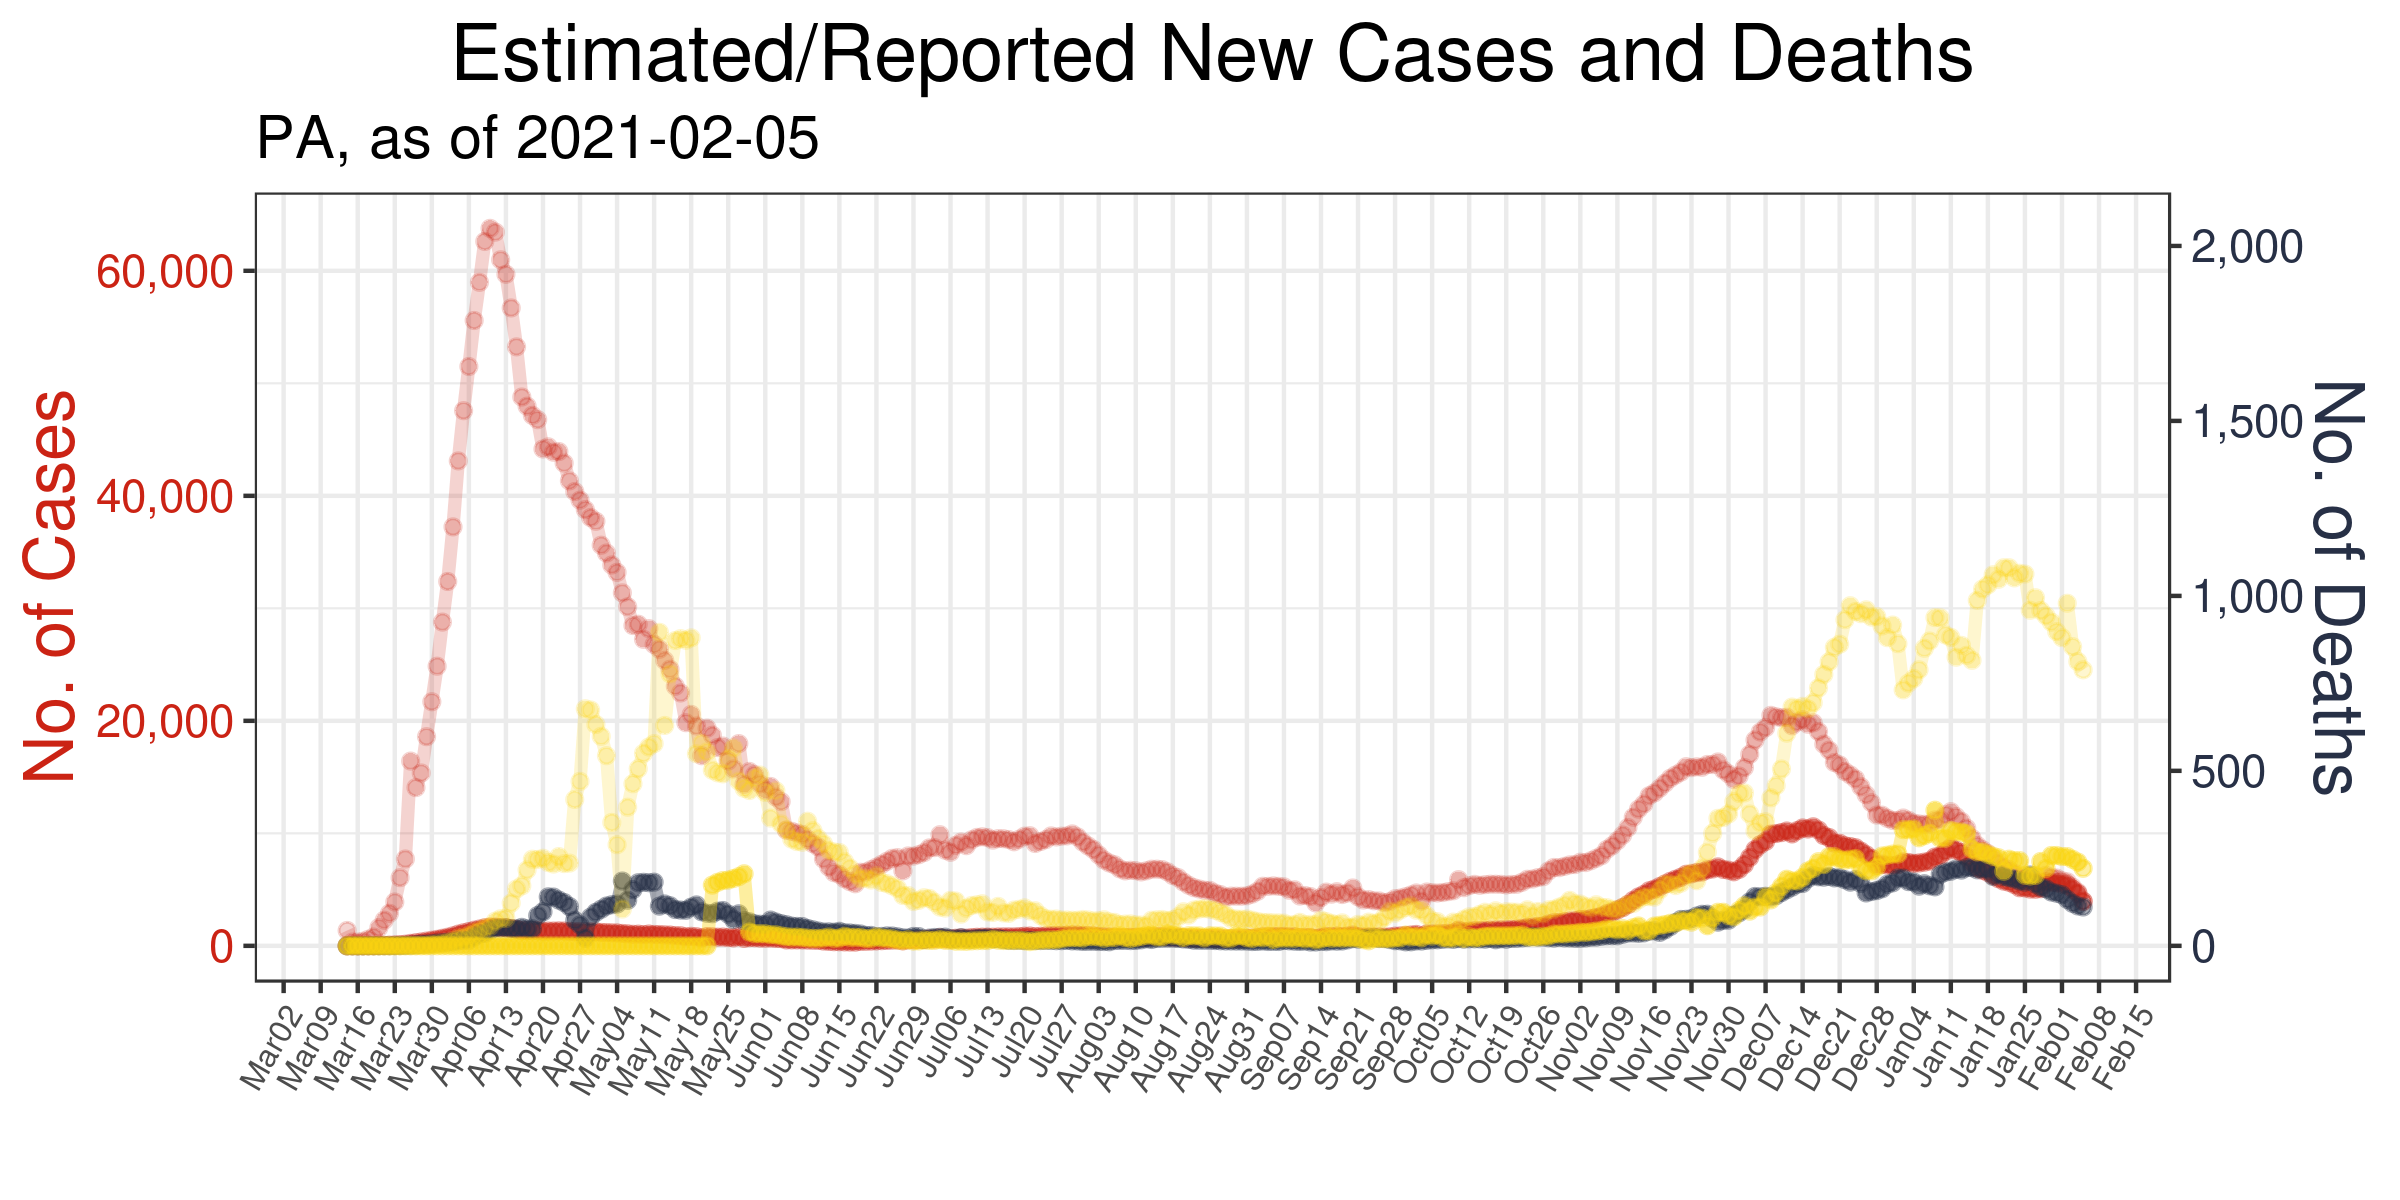 Estimated/Reported New Cases and Deaths
PA, as of 2021-02-05
No. of Cases
60,000
40,000
20,000
0
2,000
1,500
1,000
500
0
No. of Deaths
Mar02
Mar09
Mar16
Mar23
Mar30
Apr06
Apr13
Apr20
Apr27
May04
May11
May18
May25
Jun01
Jun08
Jun15
Jun22
Jun29
Jul06
Jul13
Jul20
Jul27
Aug03
Aug10
Aug17
Aug24
Aug31
Sep07
Sep14
Sep21
Sep28
Oct05
Oct12
Oct19
Oct26
Nov02
Nov09
Nov16
Nov23
Nov30
Dec07
Dec14
Dec21
Dec28
Jan04
Jan11
Jan18
Jan25
Feb01
Feb08
Feb15